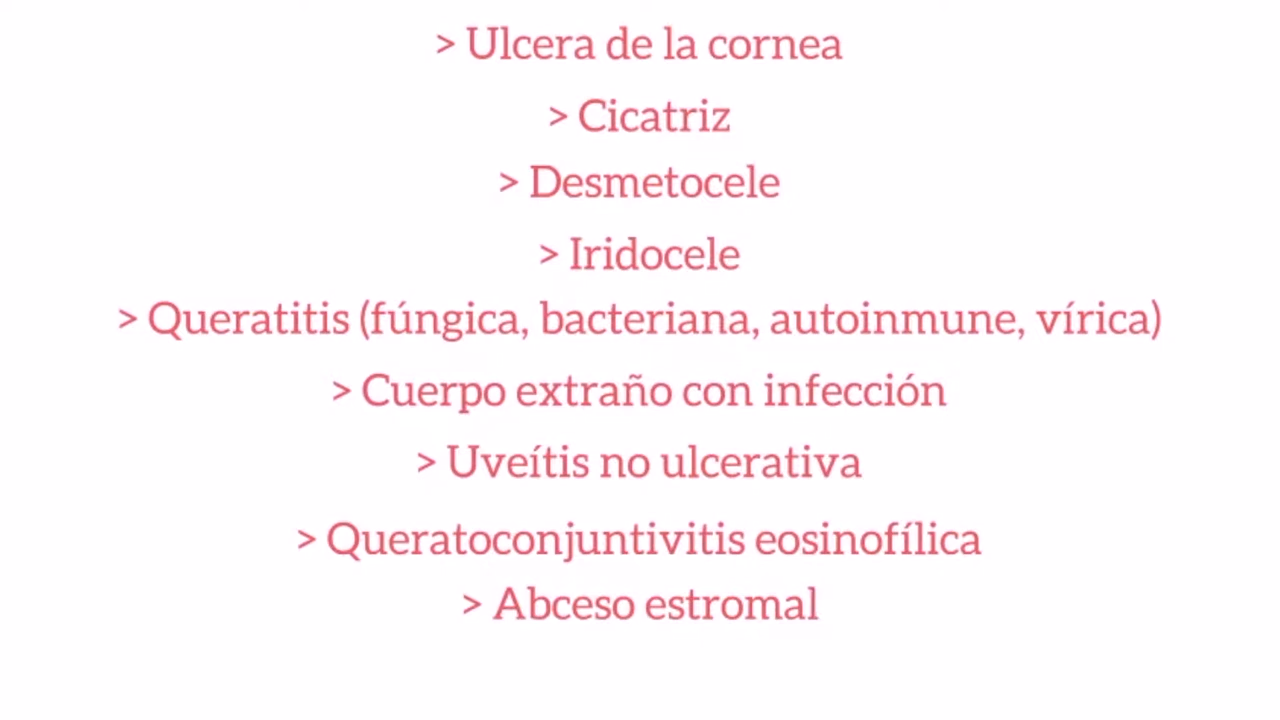 > Ulcera de la cornea
> Cicatriz
> Desmetocele
> Iridocele
> Queratitis (fúngica, bacteriana, autoinmune, vírica)
> Cuerpo extraño con infección
> Uveítis no ulcerativa
> Queratoconjuntivitis eosinofílica
> Abceso estromal